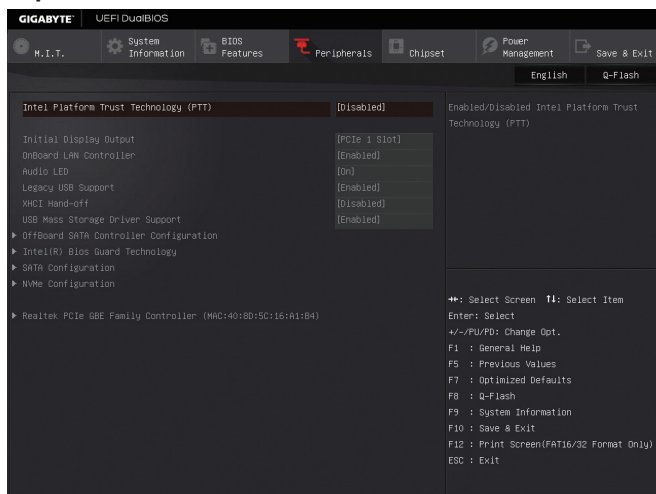 GIGABYTE™ UEFI DualBIOS
M.I.T. System Information BIOS Features Peripherals Chipset Power Management Save & Exit
English Q-Flash
Intel Platform Trust Technology (PTT) [Disabled]
Initial Display Output [PCIe 1 Slot]
OnBoard LAN Controller [Enabled]
Audio LED [On]
Legacy USB Support [Enabled]
XHCI Hand-off [Disabled]
USB Mass Storage Driver Support [Enabled]
▶ OffBoard SATA Controller Configuration
▶ Intel(R) Bios Guard Technology
▶ SATA Configuration
▶ NVMe Configuration
▶ Realtek PCIe GBE Family Controller (MAC:40:8D:5C:16:A1:B4)
Enabled/Disabled Intel Platform Trust
Technology (PTT)
→←: Select Screen ↑↓: Select Item
Enter: Select
+/-/PU/PD: Change Opt.
F1 : General Help
F5 : Previous Values
F7 : Optimized Defaults
F8 : Q-Flash
F9 : System Information
F10 : Save & Exit
F12 : Print Screen(FAT16/32 Format Only)
ESC : Exit